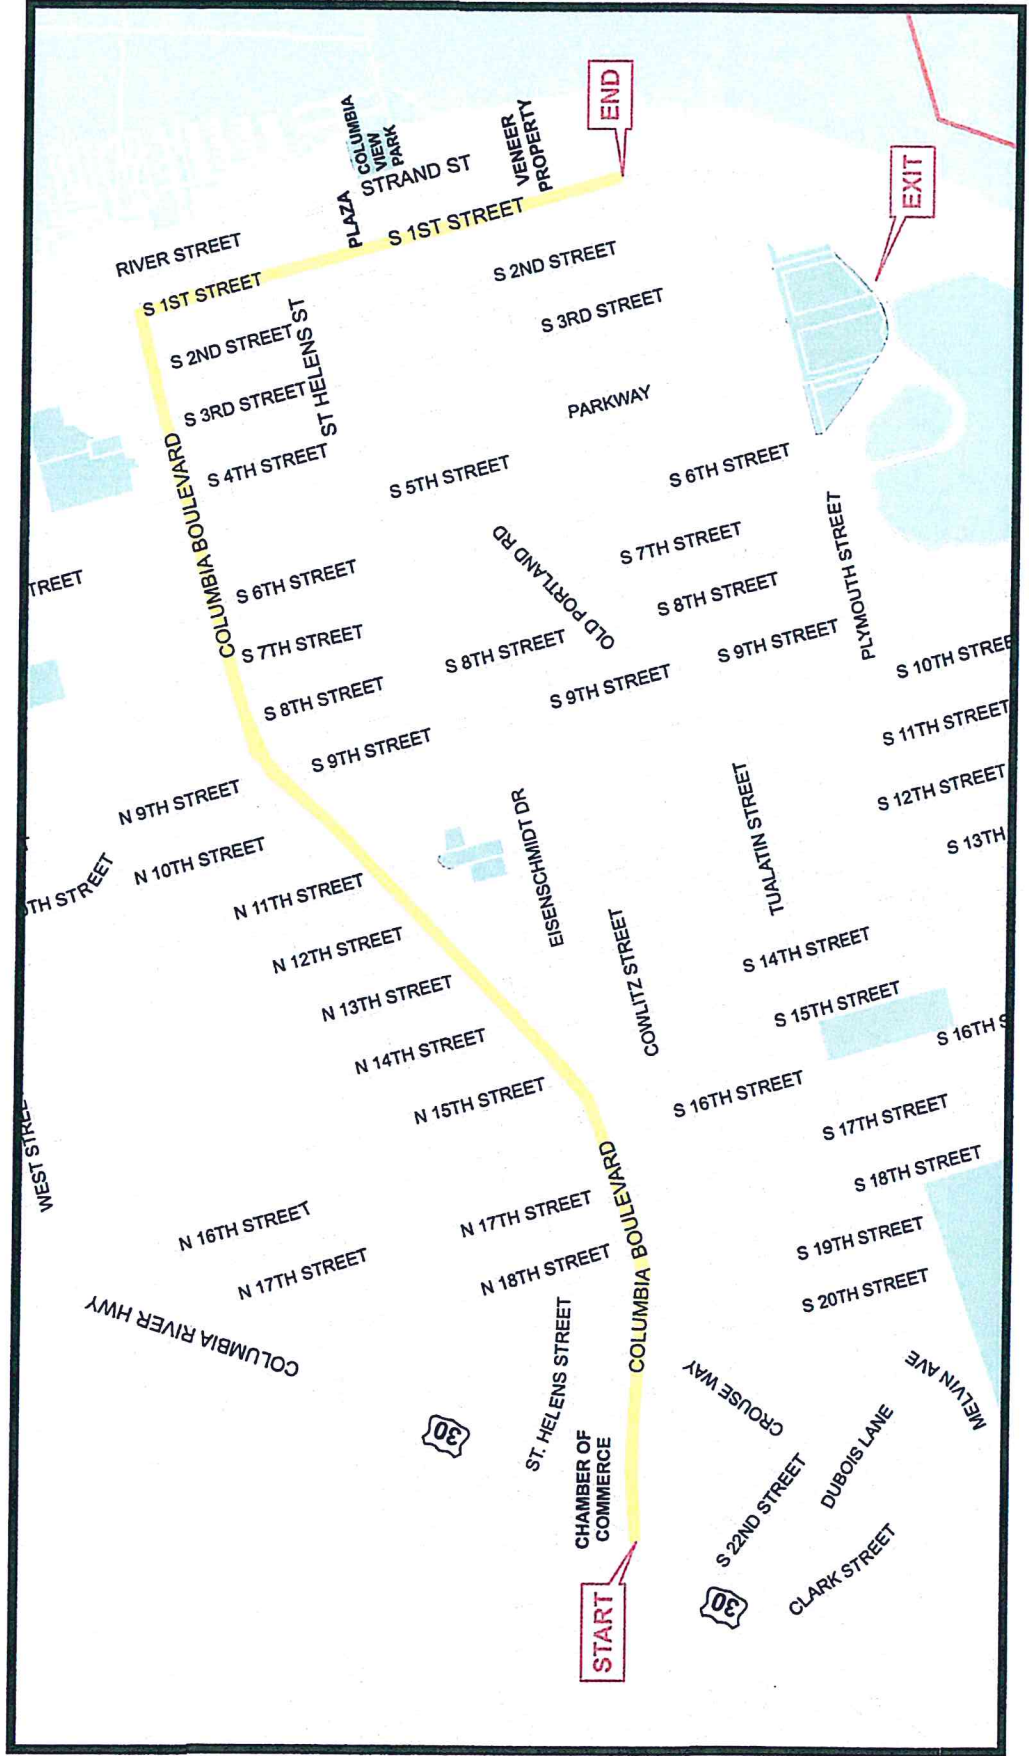 END
EXIT
COLUMBIA
VIEW
PARK
STRAND ST
VENEER
PROPERTY
PLAZA
S 1ST STREET
RIVER STREET
S 1ST STREET
S 2ND STREET
S 2ND STREET
S 3RD STREET
S 3RD STREET
ST HELENS ST
PARKWAY
S 4TH STREET
S 5TH STREET
S 6TH STREET
COLUMBIA BOULEVARD
TREET
S 6TH STREET
OLD PORTLAND RD
S 7TH STREET
PLYMOUTH STREET
S 7TH STREET
S 8TH STREET
S 8TH STREET
S 9TH STREET
S 10TH STREE
S 8TH STREET
S 9TH STREET
S 9TH STREET
S 11TH STREET
N 9TH STREET
S 12TH STREET
N 10TH STREET
EISENSCHMIDT DR
TUALATIN STREET
S 13TH
TH STREET
N 11TH STREET
N 12TH STREET
COWLITZ STREET
S 14TH STREET
N 13TH STREET
S 15TH STREET
S 16TH S
N 14TH STREET
N 15TH STREET
S 16TH STREET
S 17TH STREET
WEST STREE
S 18TH STREET
COLUMBIA BOULEVARD
N 16TH STREET
N 17TH STREET
S 19TH STREET
N 17TH STREET
N 18TH STREET
S 20TH STREET
COLUMBIA RIVER HWY
ST. HELENS STREET
CROUSE WAY
MELVIN AVE
30
CHAMBER OF
COMMERCE
DUBOIS LANE
S 22ND STREET
CLARK STREET
30
START